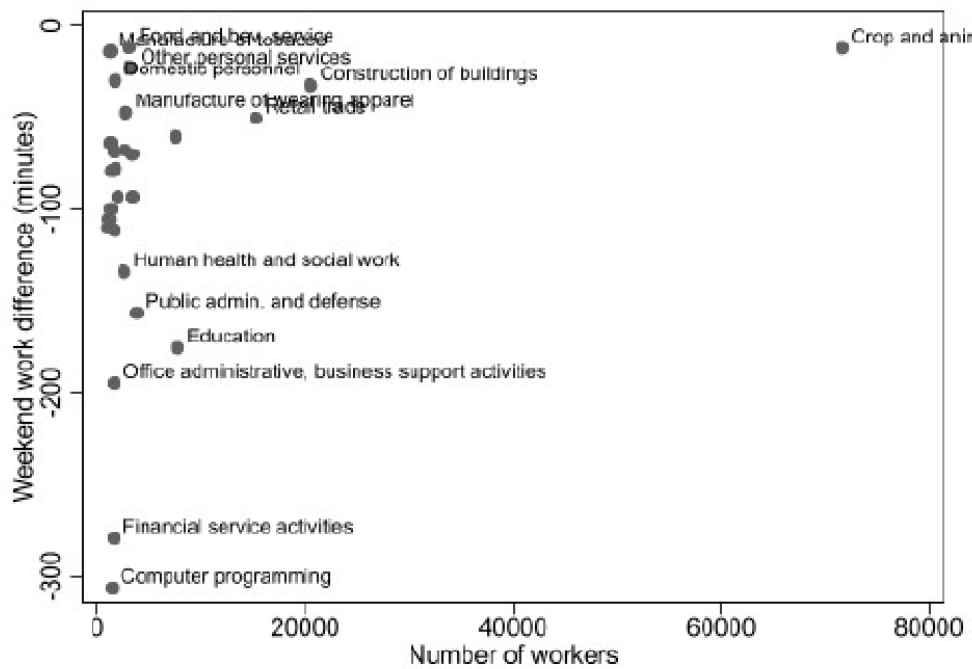 0
Food and bev. service
Manufacture of tobacco
Crop and anim
Other personal services
Domestic personnel
Construction of buildings
Manufacture of wearing apparel
Retail trade
-100
Human health and social work
Public admin. and defense
Education
Office administrative, business support activities
-200
Financial service activities
Computer programming
-300
Weekend work difference (minutes)
0 20000 40000 60000 80000
Number of workers